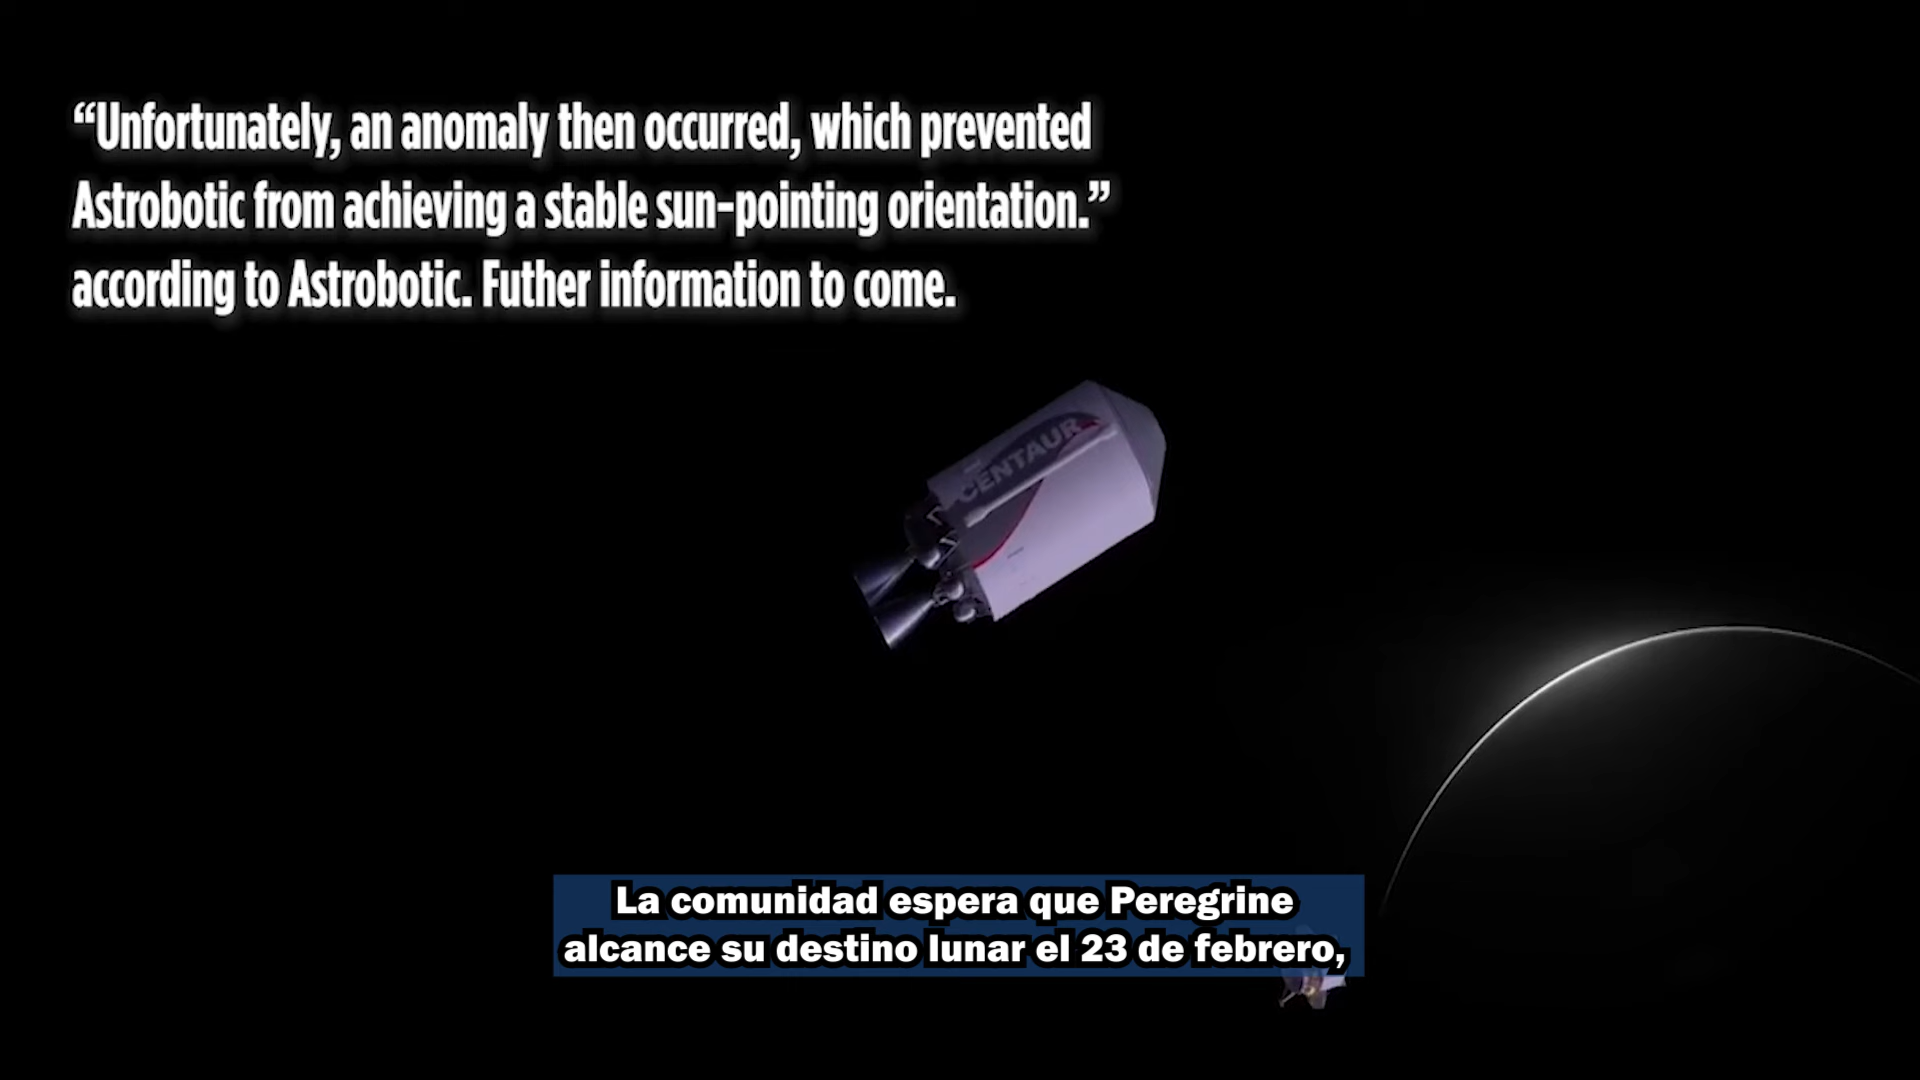 “Unfortunately, an anomaly then occurred, which prevented
Astrobotic from achieving a stable sun-pointing orientation.”
according to Astrobotic. Futher information to come.
CENTAUR
La comunidad espera que Peregrine
alcance su destino lunar el 23 de febrero,